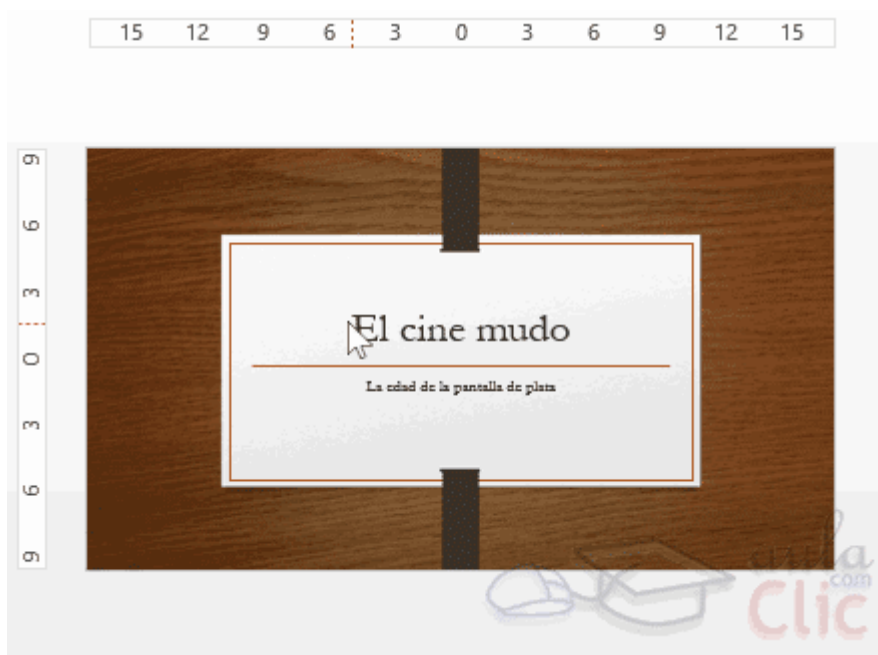 15 12 9 6 3 0 3 6 9 12 15
9
6
3
0
3
6
9
El cine mudo
La edad de la pantalla de plata
aula
.com
Clic